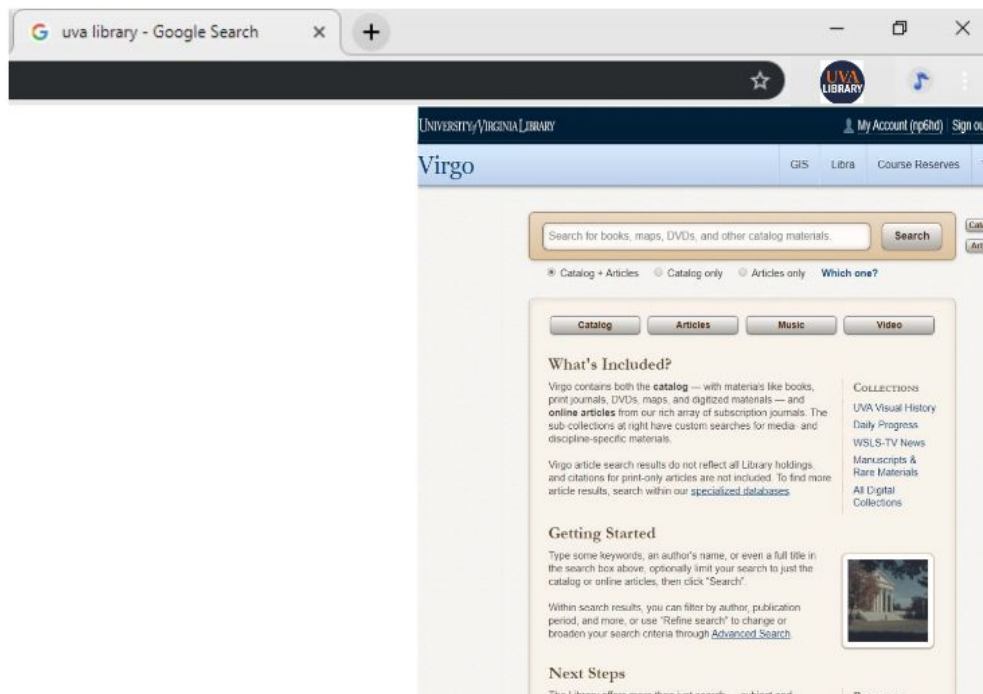 uva library - Google Search
UVA
LIBRARY
UNIVERSITY of VIRGINIA LIBRARY
My Account (np6hd)
Sign
Virgo
GIS
Libra
Course Reserves
Search for books, maps, DVDs, and other catalog materials.
Search
Catalog + Articles
Catalog only
Articles only
Which one?
Catalog
Articles
Music
Video
What's Included?
Virgo contains both the catalog — with materials like books,
print journals, DVDs, maps, and digitized materials — and
online articles from our rich array of subscription journals. The
sub-collections at right have custom searches for media- and
discipline-specific materials.
Virgo article search results do not reflect all Library holdings,
and citations for print-only articles are not included. To find more
article results, search within our specialized databases.
COLLECTIONS
UVA Visual History
Daily Progress
WSLS-TV News
Manuscripts &
Rare Materials
All Digital
Collections
Getting Started
Type some keywords, an author's name, or even a full title in
the search box above, optionally limit your search to just the
catalog or online articles, then click "Search".
Within search results, you can filter by author, publication
period, and more, or use "Refine search" to change or
broaden your search criteria through Advanced Search.
Next Steps